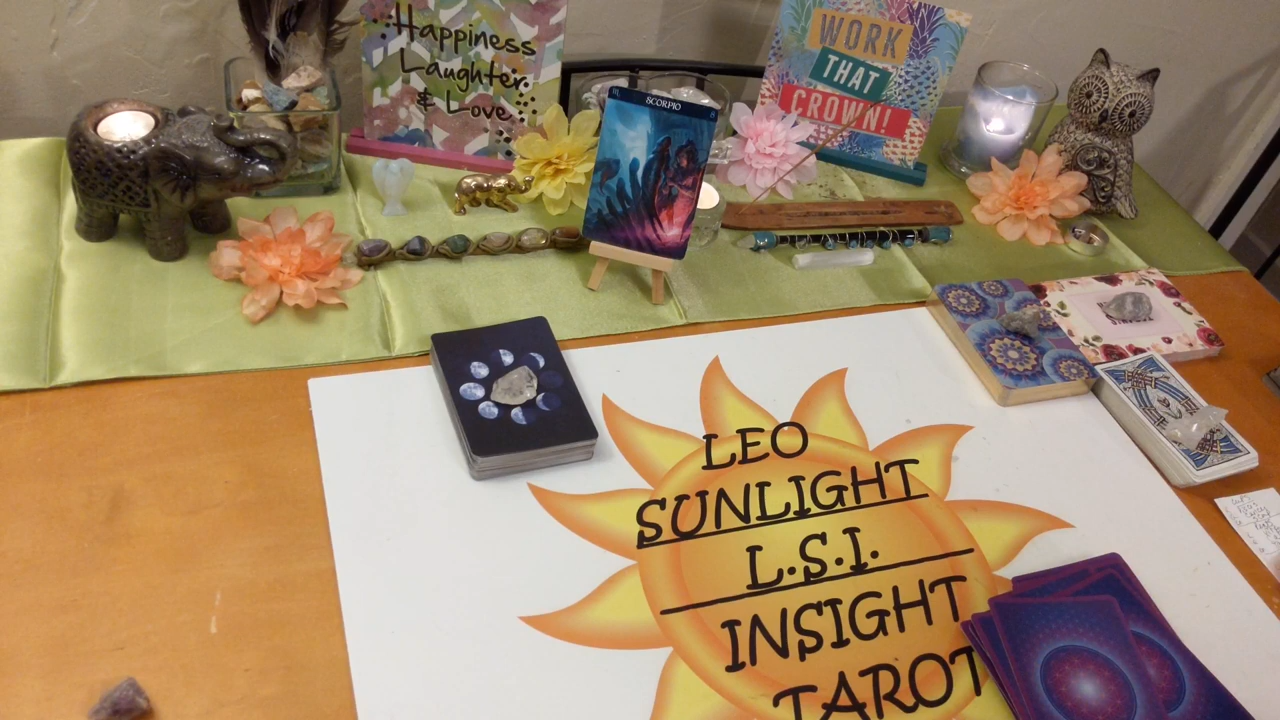 Happiness
Laughter
& Love
WORK
THAT
CROWN!
SCORPIO
LEO
SUNLIGHT
L.S.I.
INSIGHT
TAROT